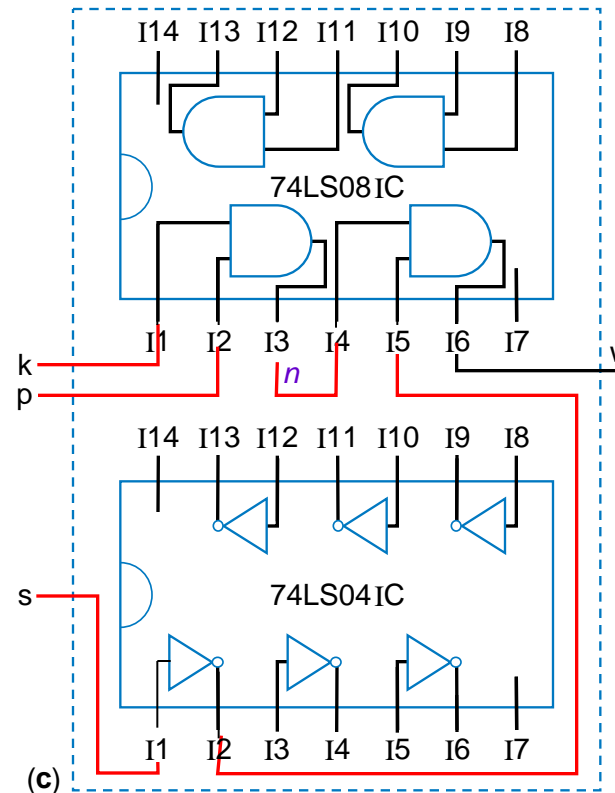 I14 I13 I12 I11 I10 I9 I8
74LS08 IC
I1 I2 I3 I4 I5 I6 I7
k
n
p
I14 I13 I12 I11 I10 I9 I8
s
74LS04 IC
I1 I2 I3 I4 I5 I6 I7
(c)